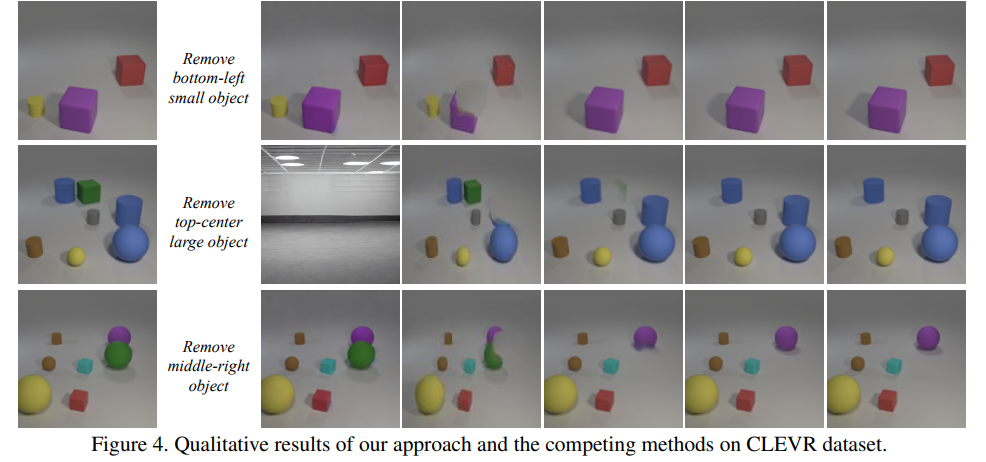 Remove
bottom-left
small object
Remove
top-center
large object
Remove
middle-right
object
Figure 4. Qualitative results of our approach and the competing methods on CLEVR dataset.